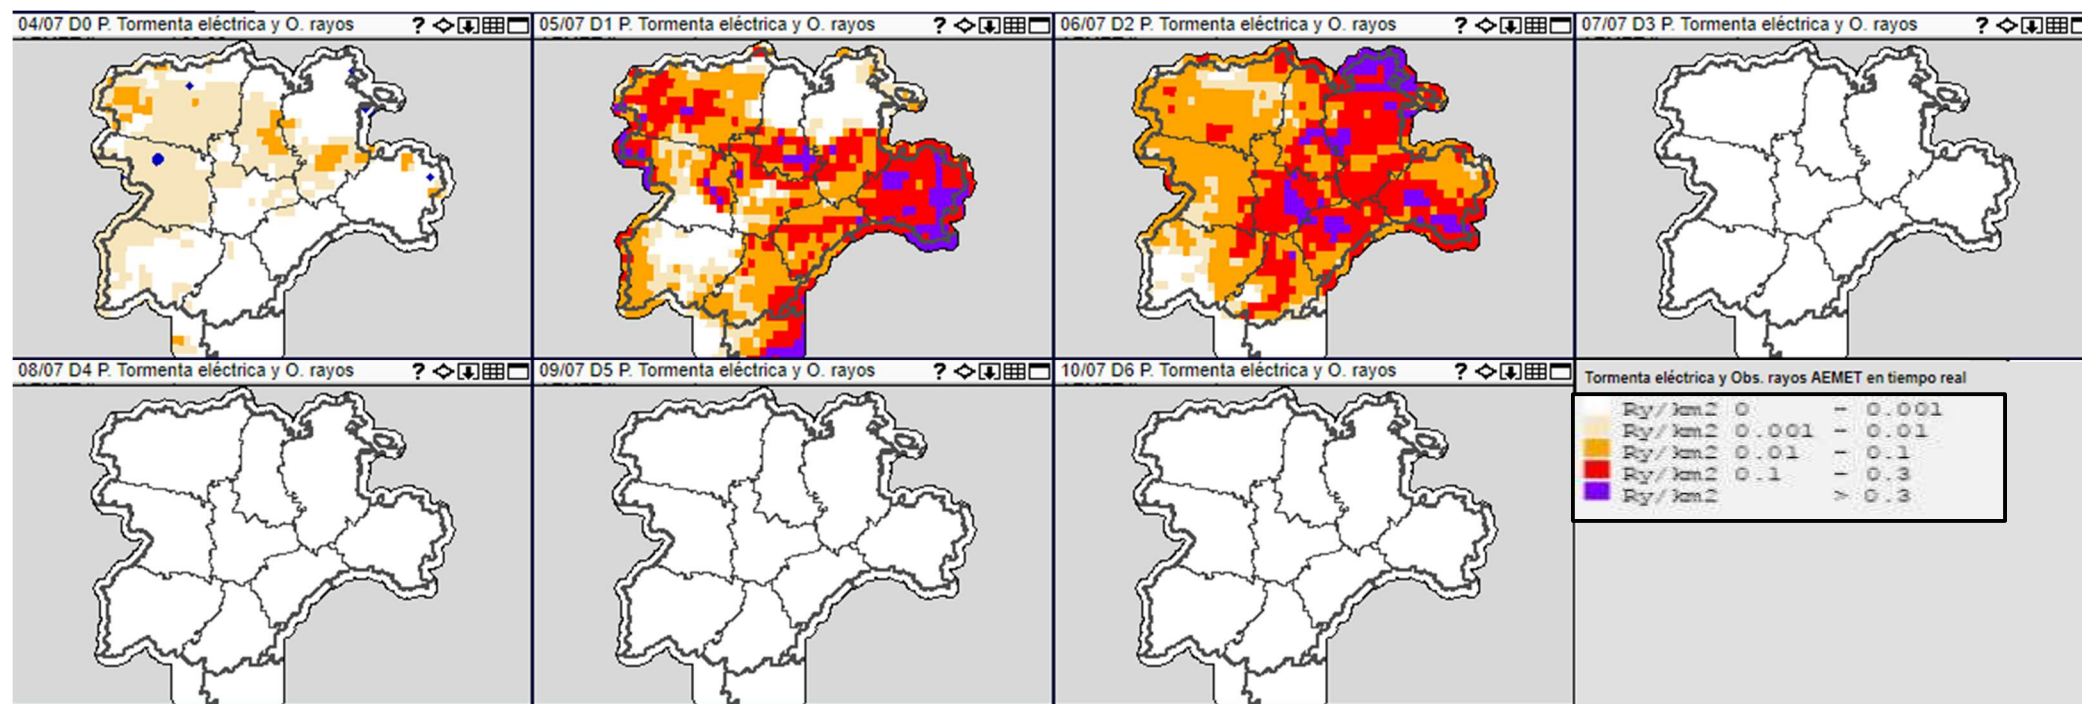 04/07 D0 P. Tormenta eléctrica y O. rayos ?
05/07 D1 P. Tormenta eléctrica y O. rayos ?
06/07 D2 P. Tormenta eléctrica y O. rayos ?
07/07 D3 P. Tormenta eléctrica y O. rayos ?
08/07 D4 P. Tormenta eléctrica y O. rayos ?
09/07 D5 P. Tormenta eléctrica y O. rayos ?
10/07 D6 P. Tormenta eléctrica y O. rayos ?
Tormenta eléctrica y Obs. rayos AEMET en tiempo real
Ry/km2 0 - 0.001
Ry/km2 0.001 - 0.01
Ry/km2 0.01 - 0.1
Ry/km2 0.1 - 0.3
Ry/km2 > 0.3